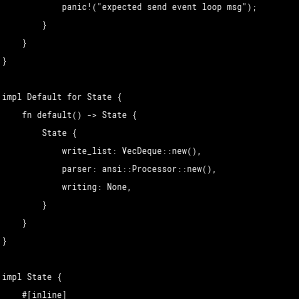 panic!("expected send event loop msg");
}
}
}
impl Default for State {
fn default() -> State {
State {
write_list: VecDeque::new(),
parser: ansi::Processor::new(),
writing: None,
}
}
}
impl State {
#[inline]